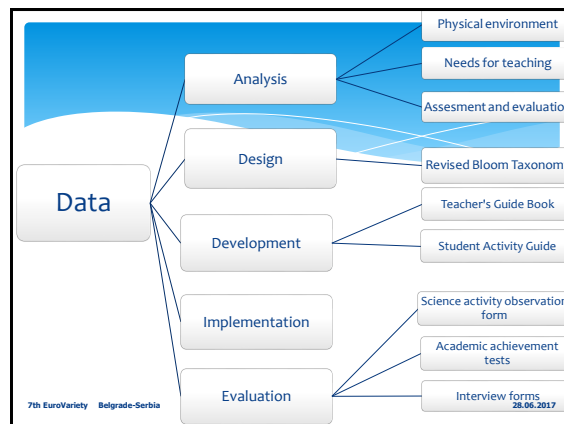 Physical environment
Analysis
Needs for teaching
Assesment and evaluation
Design
Revised Bloom Taxonom
Data
Teacher's Guide Book
Development
Student Activity Guide
Implementation
Science activity observation
form
Academic achievement
tests
Evaluation
Interview forms
7th EuroVariety Belgrade-Serbia
28.06.2017